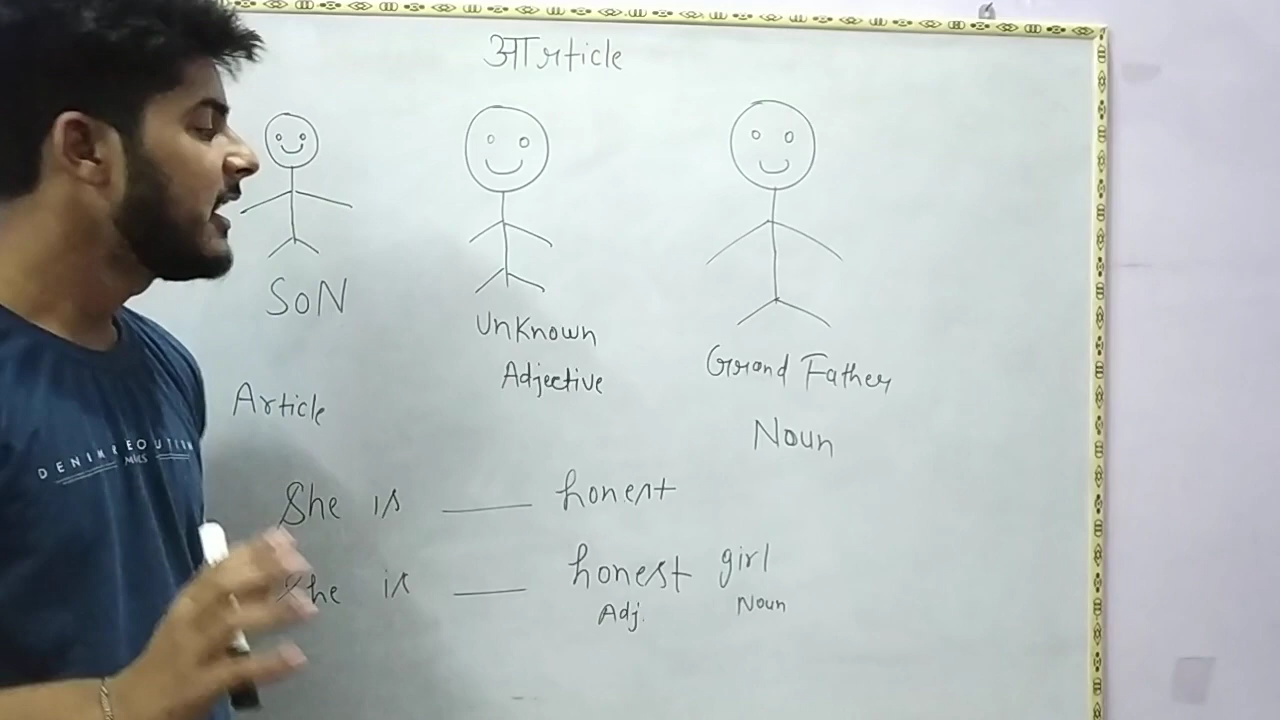 आrticle
SoN
Unknown
Adjective
Grand Father
Noun
Article
She is ____ honest
She is ____ honest girl
Adj. Noun